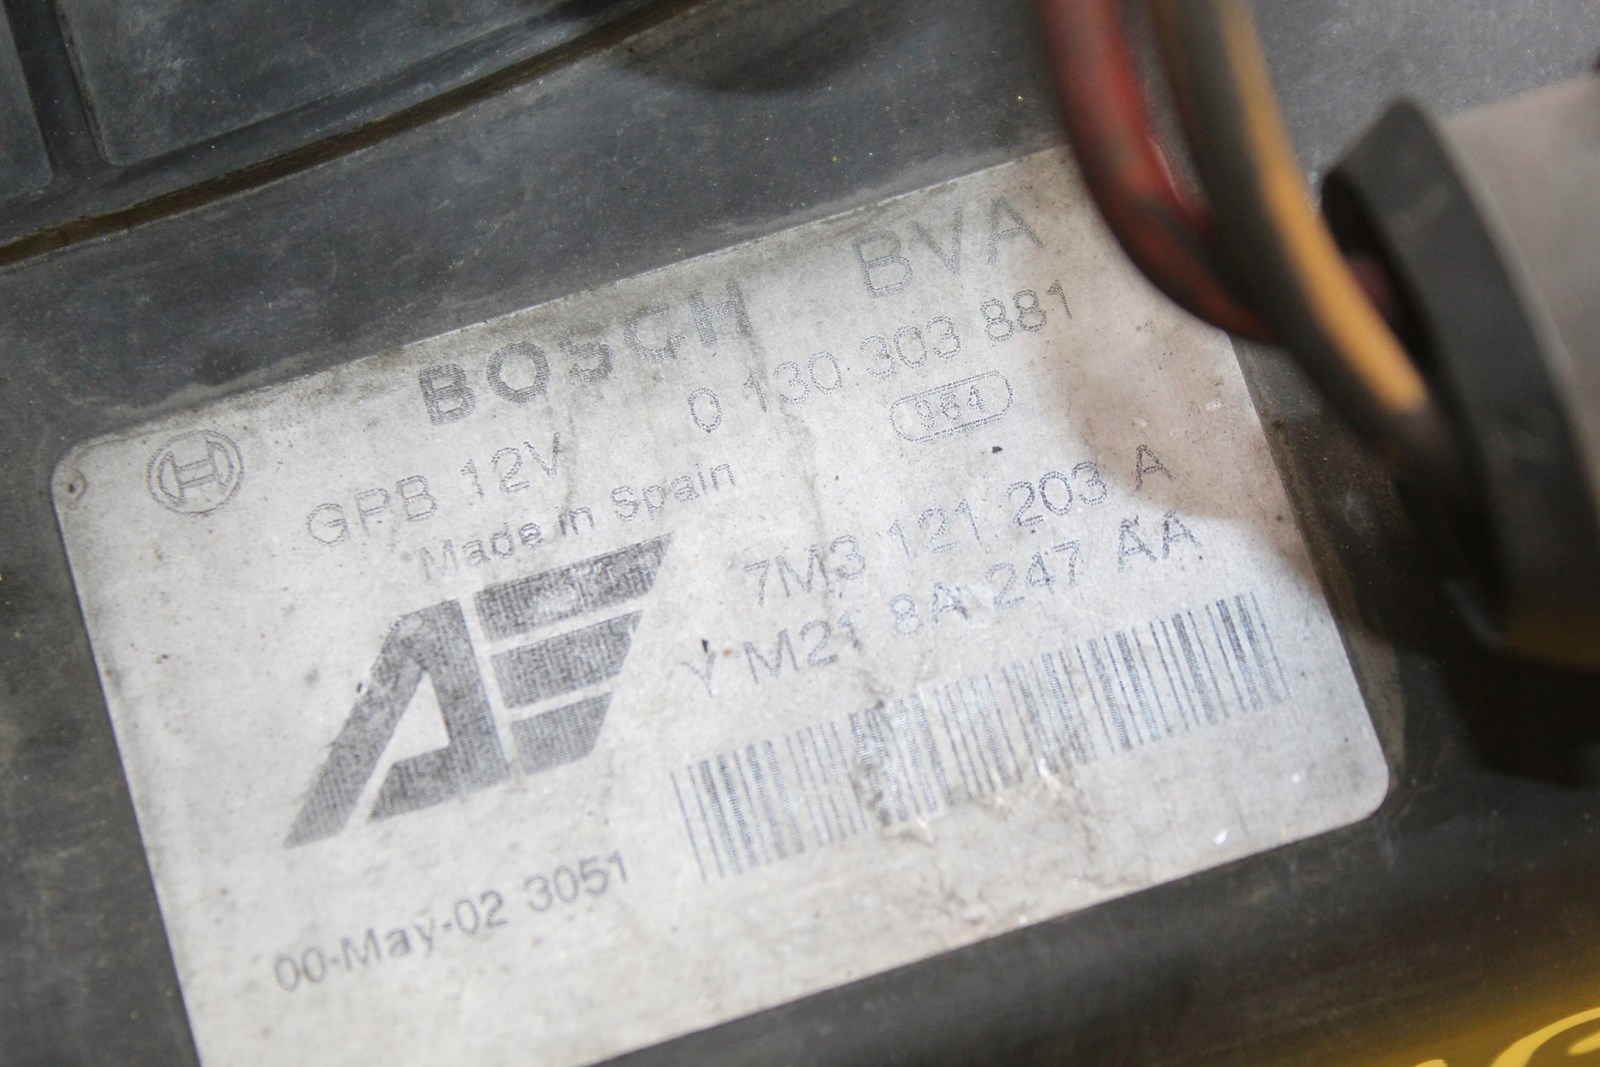 BOSCH BVA
GPB 12V 0 130 303 881
Made in Spain 964
7M3 121 203 A
YM21 8A 247 AA
00-May-02 3051